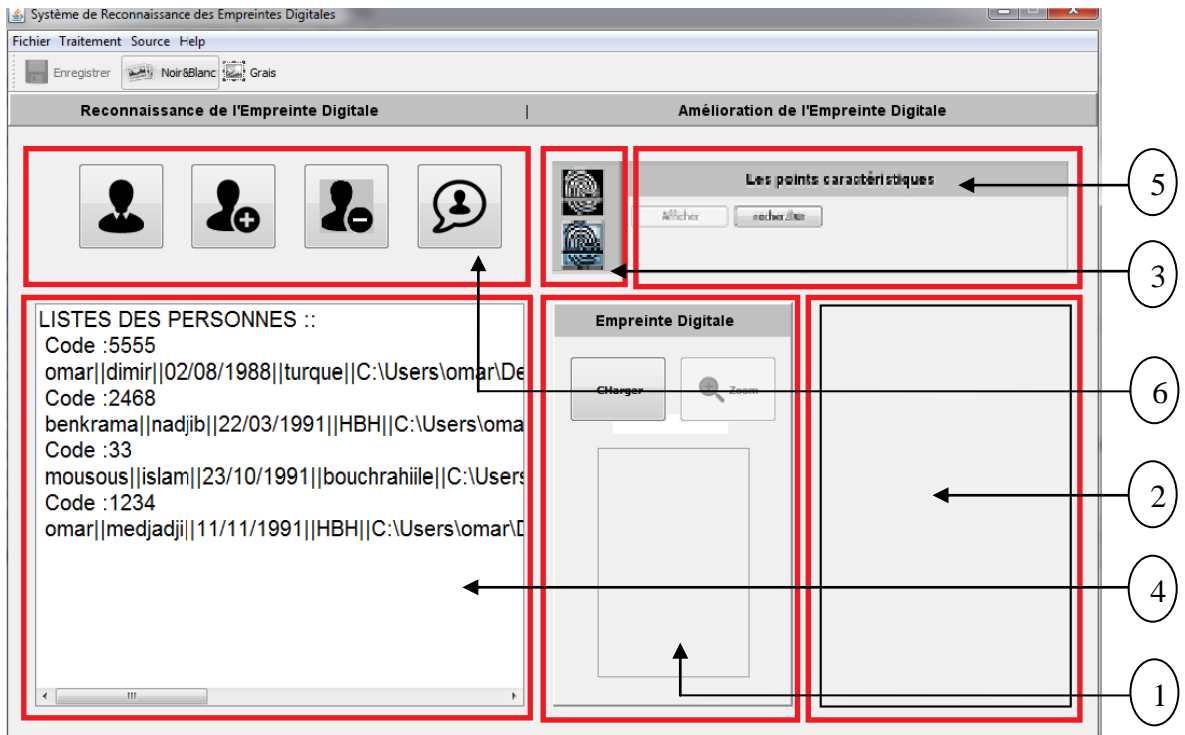 Système de Reconnaissance des Empreintes Digitales
Fichier Traitement Source Help
Enregistrer Noir&Blanc Grais
Reconnaissance de l'Empreinte Digitale | Amélioration de l'Empreinte Digitale
Les points caractéristiques
5
Afficher
3
LISTES DES PERSONNES ::
Code :5555
omar||dimir||02/08/1988||turque||C:\Users\omar\De
Code :2468
benkrama||nadjib||22/03/1991||HBH||C:\Users\oma
Code :33
mousous||islam||23/10/1991||bouchrahiile||C:\Users
Code :1234
omar||medjadji||11/11/1991||HBH||C:\Users\omar\D
Empreinte Digitale
CHarger Zoom
6
2
4
1